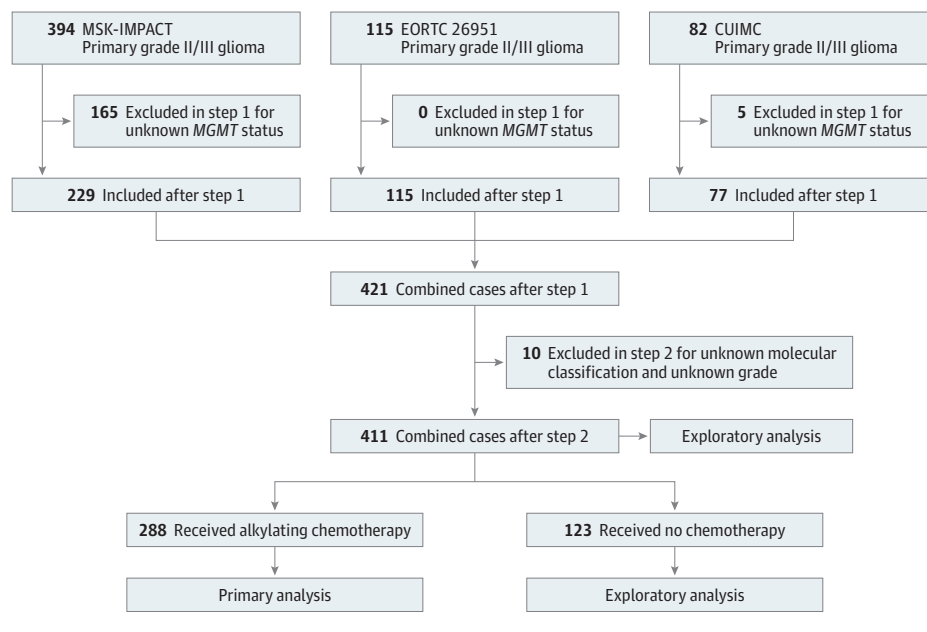 394 MSK-IMPACT
Primary grade II/III glioma
115 EORTC 26951
Primary grade II/III glioma
82 CUIMC
Primary grade II/III glioma
165 Excluded in step 1 for
unknown MGMT status
0 Excluded in step 1 for
unknown MGMT status
5 Excluded in step 1 for
unknown MGMT status
229 Included after step 1
115 Included after step 1
77 Included after step 1
421 Combined cases after step 1
10 Excluded in step 2 for unknown molecular
classification and unknown grade
411 Combined cases after step 2
Exploratory analysis
288 Received alkylating chemotherapy
123 Received no chemotherapy
Primary analysis
Exploratory analysis